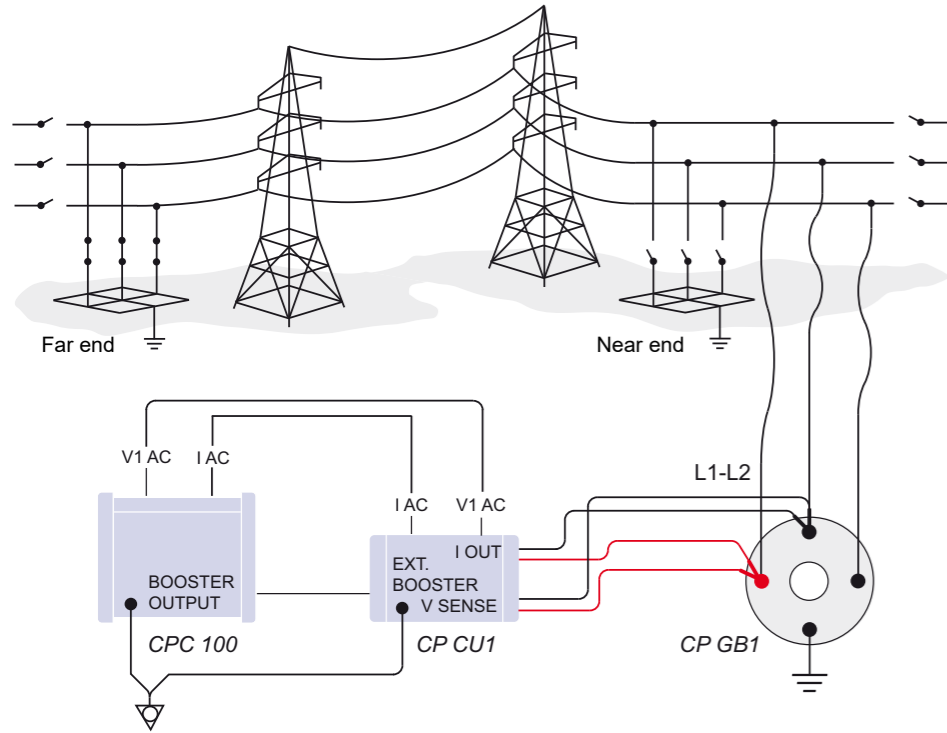 Far end
Near end
V1 AC
I AC
I AC
V1 AC
L1-L2
BOOSTER
OUTPUT
CPC 100
I OUT
EXT.
BOOSTER
V SENSE
CP CU1
CP GB1